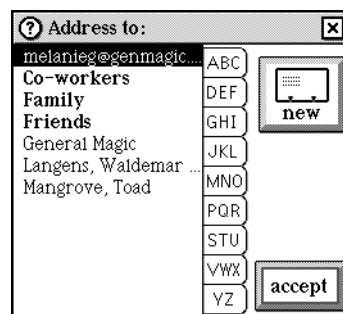 Address to:
melanieg@genmagic...
Co-workers
Family
Friends
General Magic
Langens, Waldemar ...
Mangrove, Toad
ABC
DEF
GHI
JKL
MNO
PQR
STU
VWX
YZ
new
accept